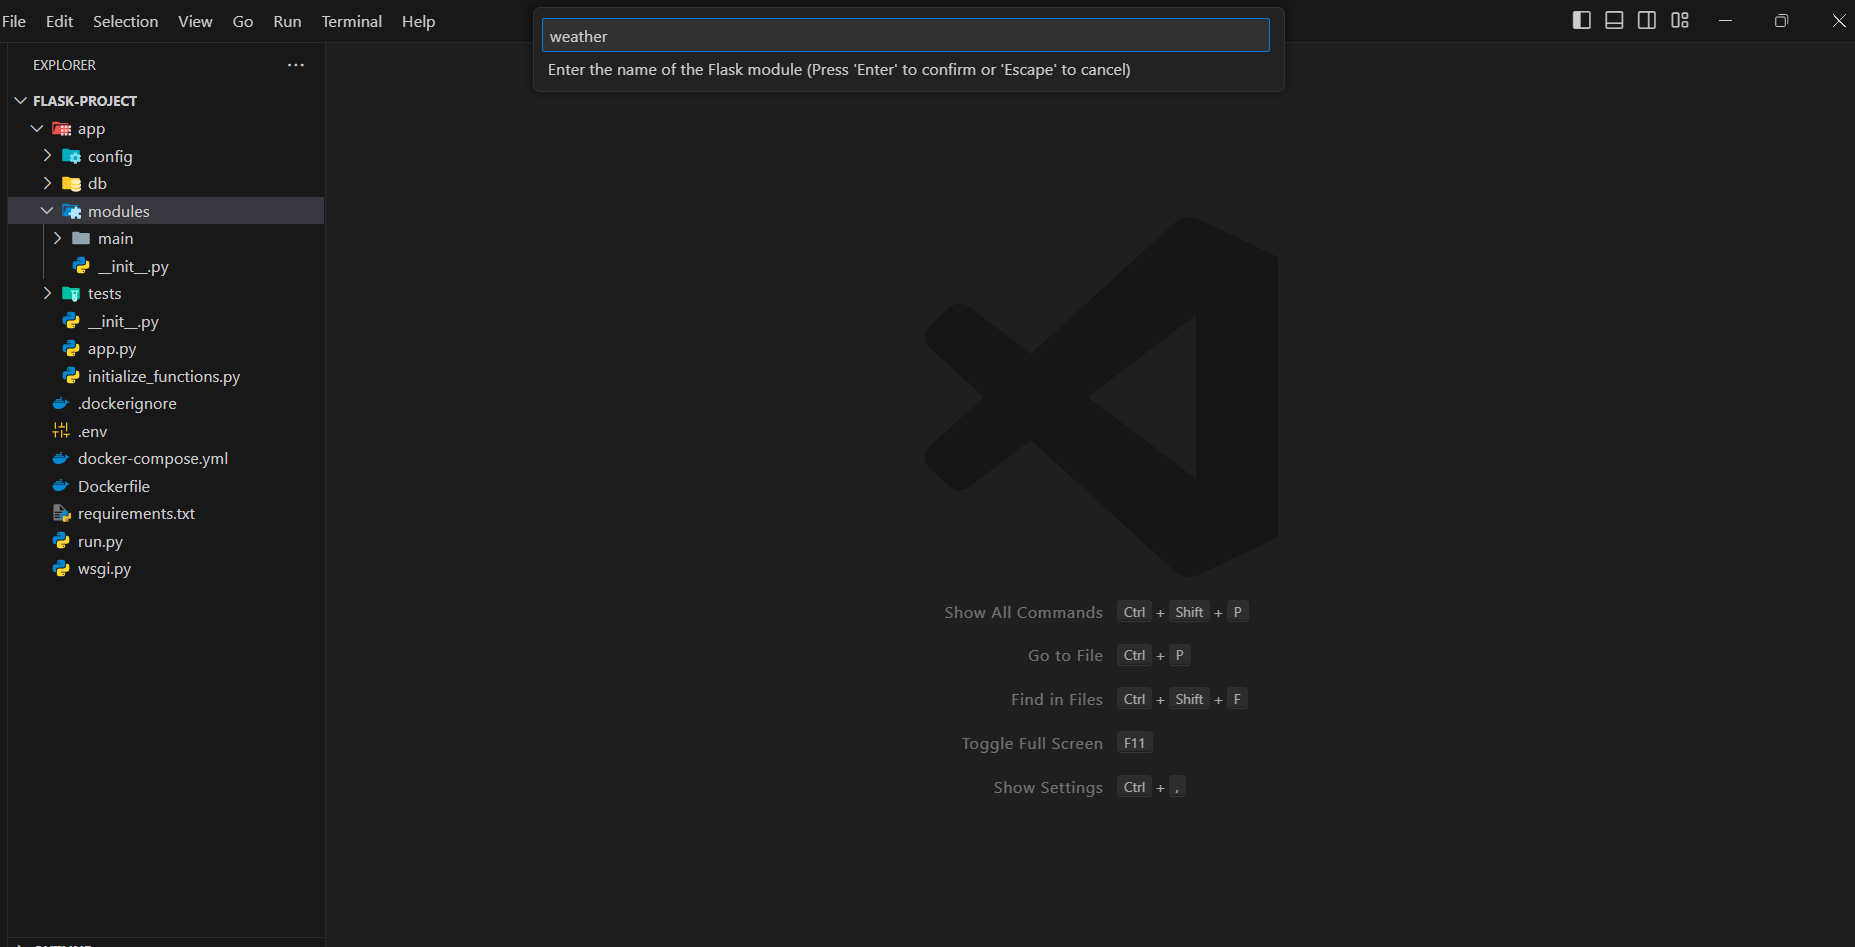 File Edit Selection View Go Run Terminal Help
weather
Enter the name of the Flask module (Press 'Enter' to confirm or 'Escape' to cancel)
EXPLORER
FLASK-PROJECT
app
config
db
modules
main
__init__.py
tests
__init__.py
app.py
initialize_functions.py
.dockerignore
.env
docker-compose.yml
Dockerfile
requirements.txt
run.py
wsgi.py
Show All Commands Ctrl + Shift + P
Go to File Ctrl + P
Find in Files Ctrl + Shift + F
Toggle Full Screen F11
Show Settings Ctrl + ,